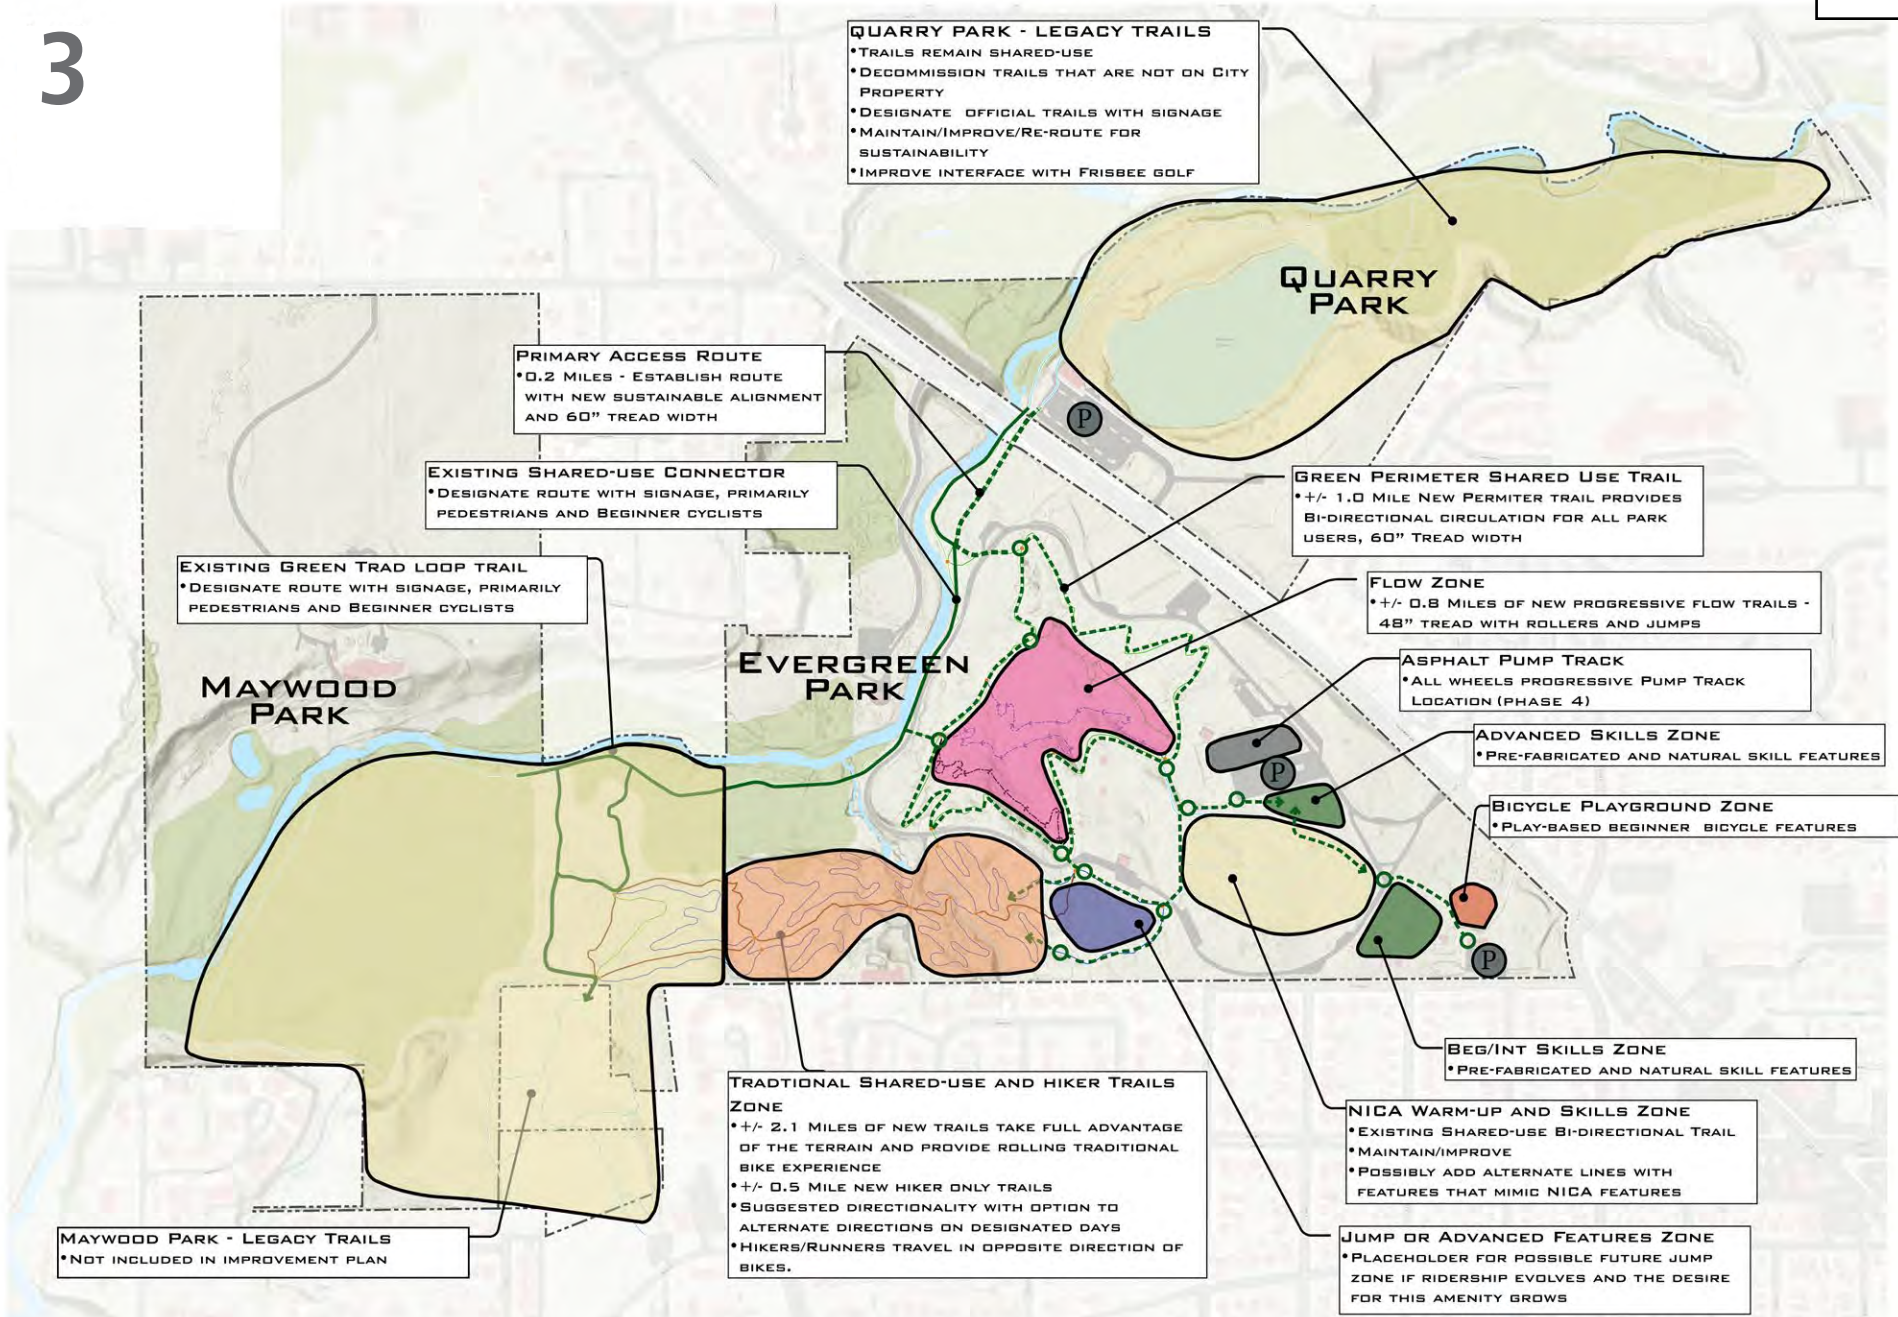 3
QUARRY PARK - LEGACY TRAILS
•TRAILS REMAIN SHARED-USE
•DECOMMISSION TRAILS THAT ARE NOT ON CITY
PROPERTY
•DESIGNATE OFFICIAL TRAILS WITH SIGNAGE
•MAINTAIN/IMPROVE/RE-ROUTE FOR
SUSTAINABILITY
•IMPROVE INTERFACE WITH FRISBEE GOLF
QUARRY
PARK
PRIMARY ACCESS ROUTE
•0.2 MILES - ESTABLISH ROUTE
WITH NEW SUSTAINABLE ALIGNMENT
AND 60” TREAD WIDTH
P
EXISTING SHARED-USE CONNECTOR
•DESIGNATE ROUTE WITH SIGNAGE, PRIMARILY
PEDESTRIANS AND BEGINNER CYCLISTS
GREEN PERIMETER SHARED USE TRAIL
•+/- 1.0 MILE NEW PERMITER TRAIL PROVIDES
BI-DIRECTIONAL CIRCULATION FOR ALL PARK
USERS, 60” TREAD WIDTH
EXISTING GREEN TRAD LOOP TRAIL
•DESIGNATE ROUTE WITH SIGNAGE, PRIMARILY
PEDESTRIANS AND BEGINNER CYCLISTS
FLOW ZONE
•+/- 0.8 MILES OF NEW PROGRESSIVE FLOW TRAILS -
48” TREAD WITH ROLLERS AND JUMPS
MAYWOOD
PARK
EVERGREEN
PARK
ASPHALT PUMP TRACK
•ALL WHEELS PROGRESSIVE PUMP TRACK
LOCATION (PHASE 4)
ADVANCED SKILLS ZONE
•PRE-FABRICATED AND NATURAL SKILL FEATURES
P
BICYCLE PLAYGROUND ZONE
•PLAY-BASED BEGINNER BICYCLE FEATURES
P
BEG/INT SKILLS ZONE
•PRE-FABRICATED AND NATURAL SKILL FEATURES
TRADTIONAL SHARED-USE AND HIKER TRAILS
ZONE
•+/- 2.1 MILES OF NEW TRAILS TAKE FULL ADVANTAGE
OF THE TERRAIN AND PROVIDE ROLLING TRADITIONAL
BIKE EXPERIENCE
•+/- 0.5 MILE NEW HIKER ONLY TRAILS
•SUGGESTED DIRECTIONALITY WITH OPTION TO
ALTERNATE DIRECTIONS ON DESIGNATED DAYS
•HIKERS/RUNNERS TRAVEL IN OPPOSITE DIRECTION OF
BIKES.
NICA WARM-UP AND SKILLS ZONE
•EXISTING SHARED-USE BI-DIRECTIONAL TRAIL
•MAINTAIN/IMPROVE
•POSSIBLY ADD ALTERNATE LINES WITH
FEATURES THAT MIMIC NICA FEATURES
MAYWOOD PARK - LEGACY TRAILS
•NOT INCLUDED IN IMPROVEMENT PLAN
JUMP OR ADVANCED FEATURES ZONE
•PLACEHOLDER FOR POSSIBLE FUTURE JUMP
ZONE IF RIDERSHIP EVOLVES AND THE DESIRE
FOR THIS AMENITY GROWS